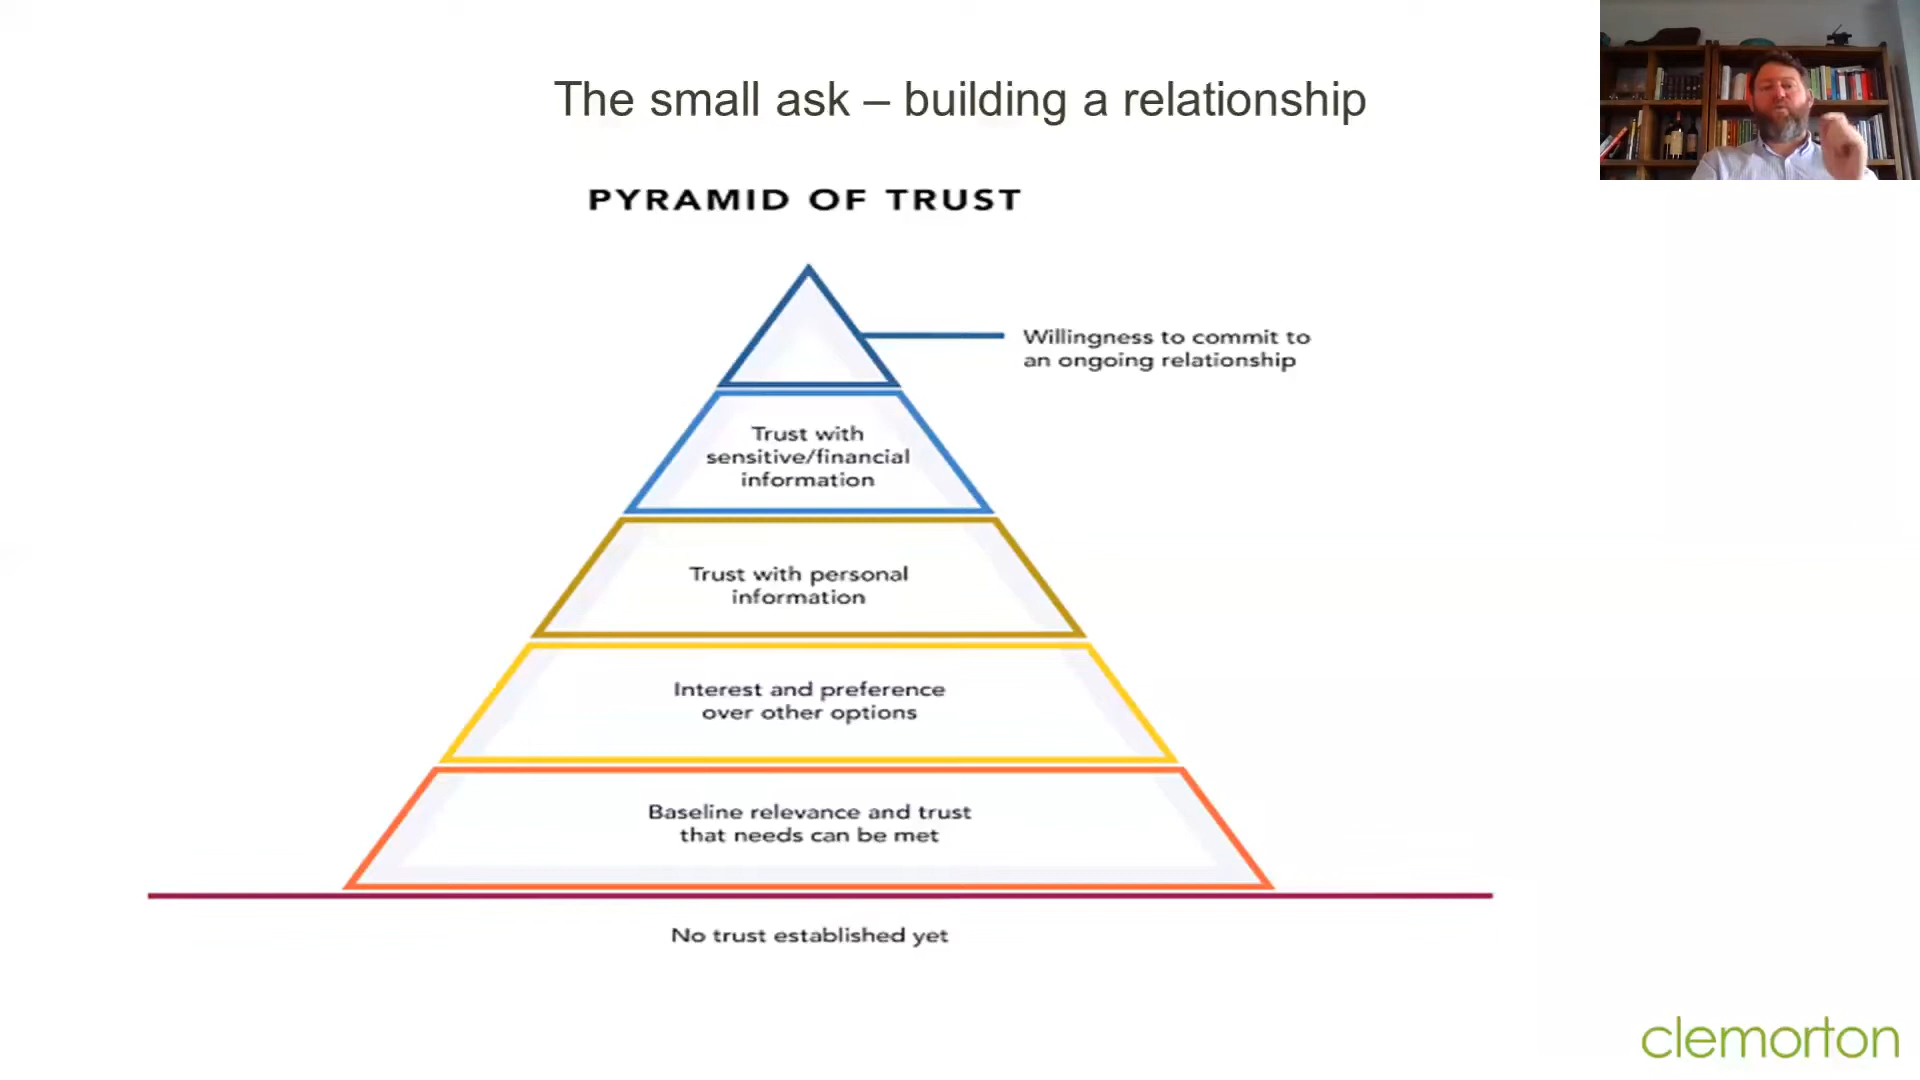 The small ask – building a relationship
PYRAMID OF TRUST
Willingness to commit to
an ongoing relationship
Trust with
sensitive/financial
information
Trust with personal
information
Interest and preference
over other options
Baseline relevance and trust
that needs can be met
No trust established yet
clemorton